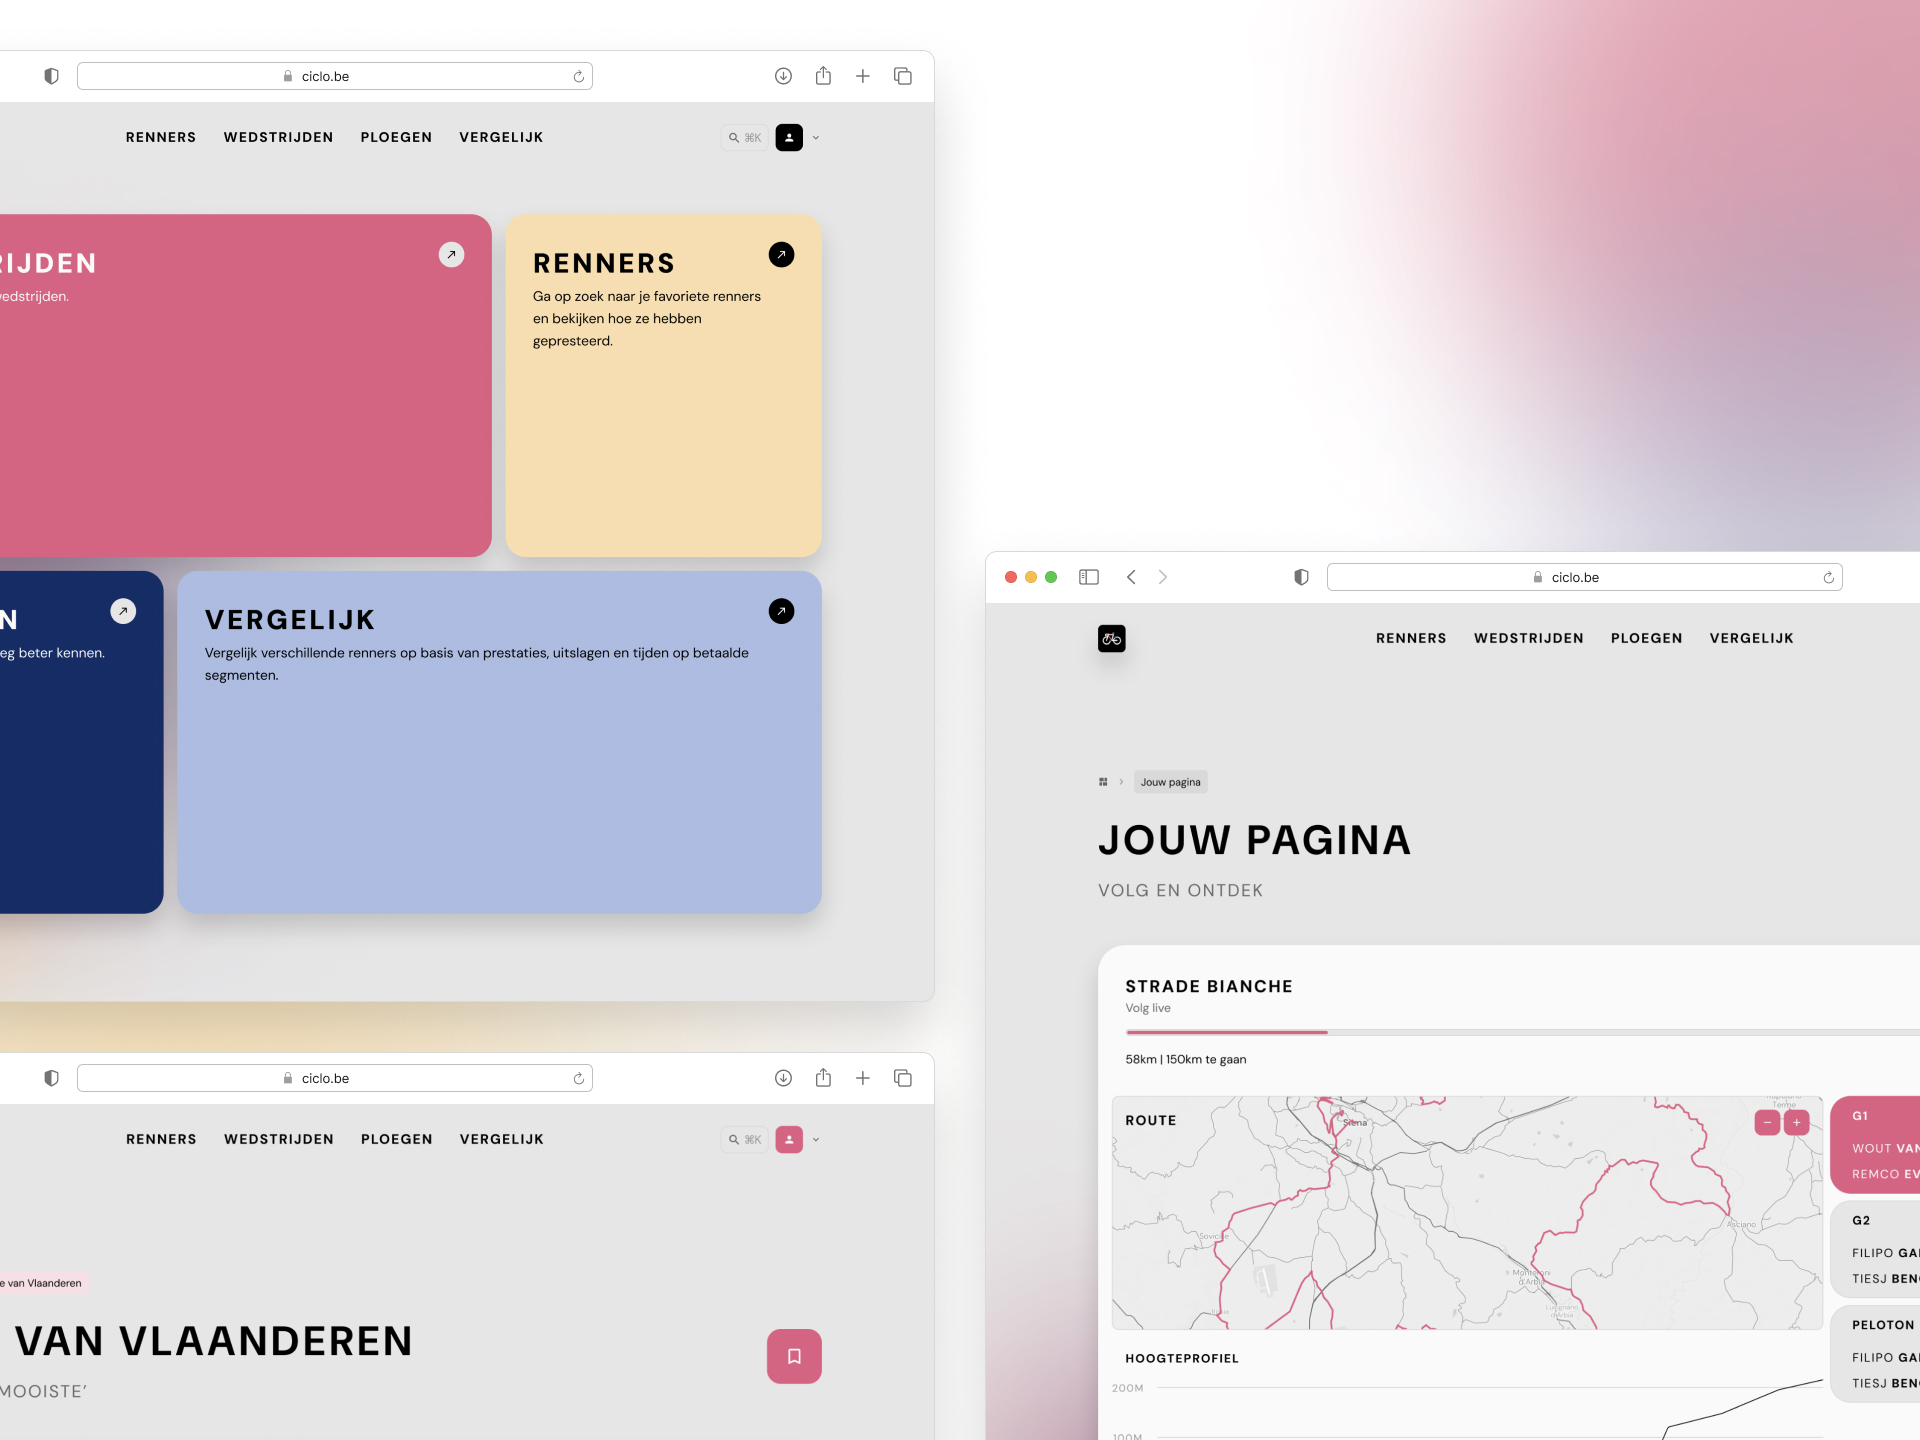 ciclo.be
RENNERS WEDSTRIJDEN PLOEGEN VERGELIJK
⌘K
RIJDEN
wedstrijden.
RENNERS
Ga op zoek naar je favoriete renners
en bekijken hoe ze hebben
gepresteerd.
N
eg beter kennen.
VERGELIJK
Vergelijk verschillende renners op basis van prestaties, uitslagen en tijden op betaalde
segmenten.
ciclo.be
RENNERS WEDSTRIJDEN PLOEGEN VERGELIJK
⌘K
e van Vlaanderen
VAN VLAANDEREN
MOOISTE’
ciclo.be
RENNERS WEDSTRIJDEN PLOEGEN VERGELIJK
Jouw pagina
JOUW PAGINA
VOLG EN ONTDEK
STRADE BIANCHE
Volg live
58km | 150km te gaan
ROUTE
Terme
Siena
Asciano
Sovicille
Monteroni
d'Arbia
G1
WOUT VAN
REMCO EV
G2
FILIPO GA
TIESJ BEN
PELOTON
FILIPO GA
TIESJ BEN
HOOGTEPROFIEL
200M
100M